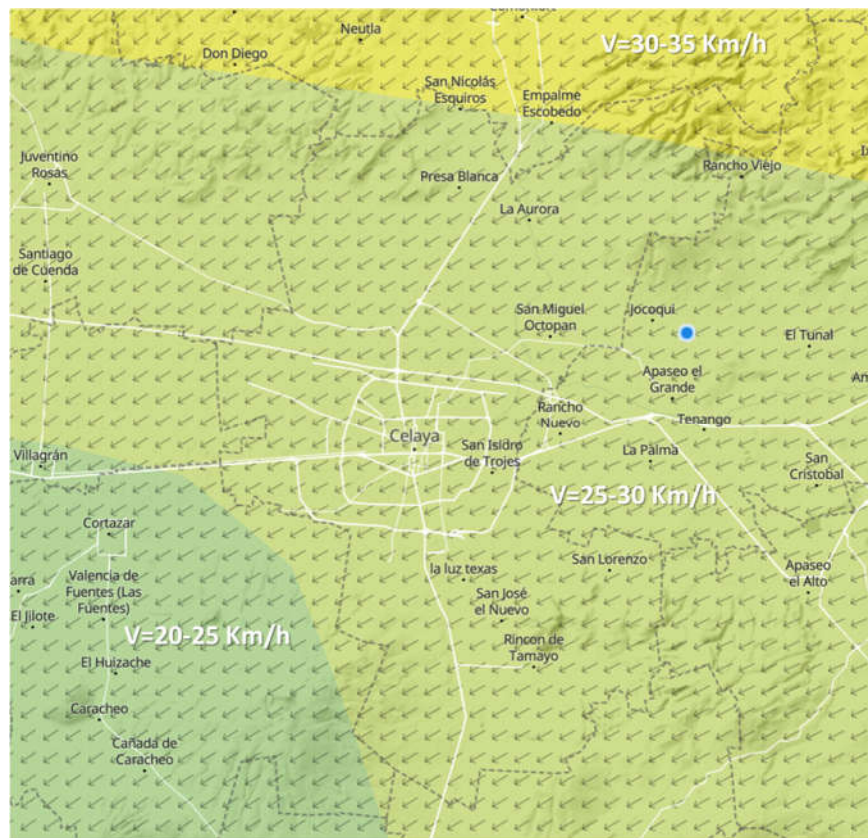 Neutla
V=30-35 Km/h
Don Diego
San Nicolás
Esquiros
Empalme
Escobedo
Juventino
Rosas
Presa Blanca
Rancho Viejo
La Aurora
Santiago
de Cuenda
San Miguel
Octopan
Jocoqui
El Tunal
Apaseo el
Grande
Rancho
Nuevo
Tenango
Celaya
San Isidro
de Trojes
La Palma
Villagrán
San
Cristobal
V=25-30 Km/h
Cortazar
San Lorenzo
Apaseo
el Alto
la luz texas
Valencia de
Fuentes (Las
Fuentes)
arra
El Jilote
San José
el Nuevo
V=20-25 Km/h
Rincon de
Tamayo
El Huizache
Caracheo
Cañada de
Caracheo